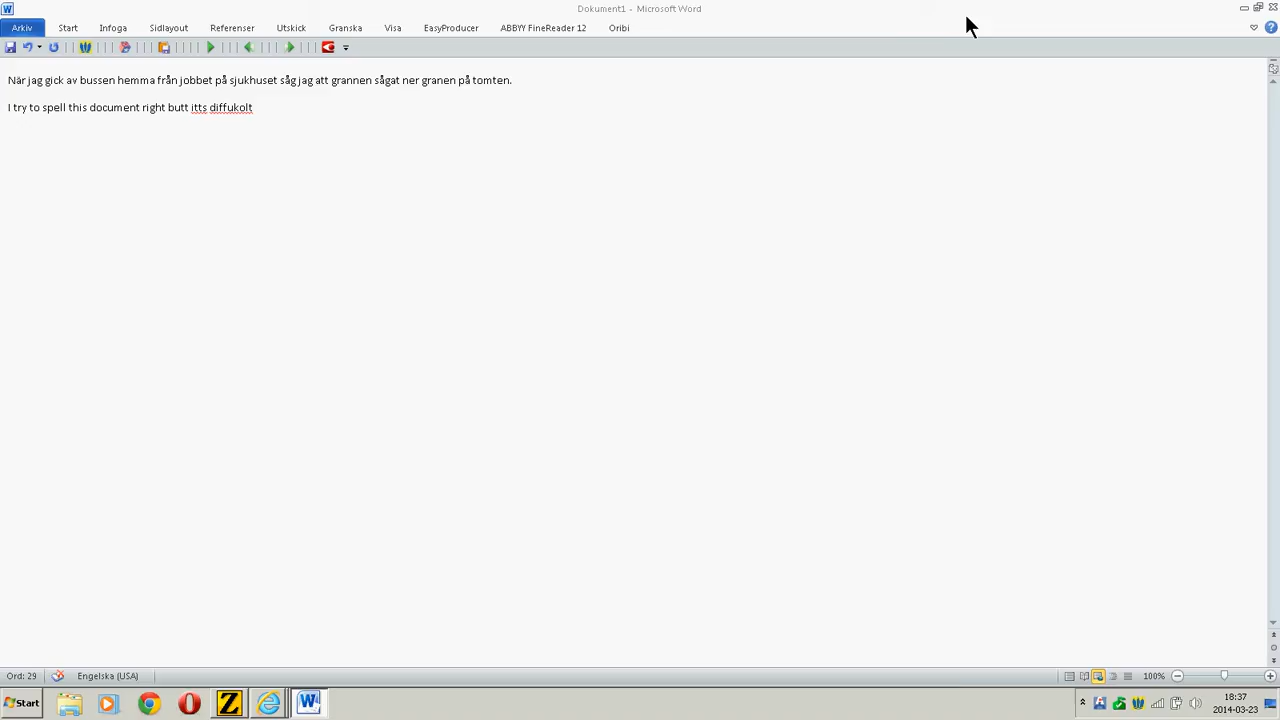 Dokument1 - Microsoft Word
Arkiv Start Infoga Sidlayout Referenser Utskick Granska Visa EasyProducer ABBYY FineReader 12 Oribi
När jag gick av bussen hemma från jobbet på sjukhuset såg jag att grannen sågat ner granen på tomten.
I try to spell this document right butt itts diffukolt
Ord: 29 Engelska (USA) 100%
Start 18:37
2014-03-23